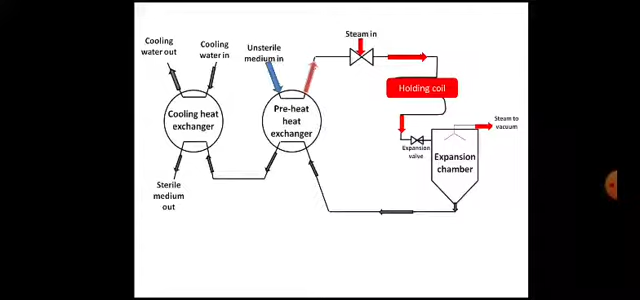 Cooling
water out
Cooling
water in
Unsterile
medium in
Steam in
Holding coil
Cooling heat
exchanger
Pre-heat
heat
exchanger
Steam to
vacuum
Expansion
valve
Expansion
chamber
Sterile
medium
out